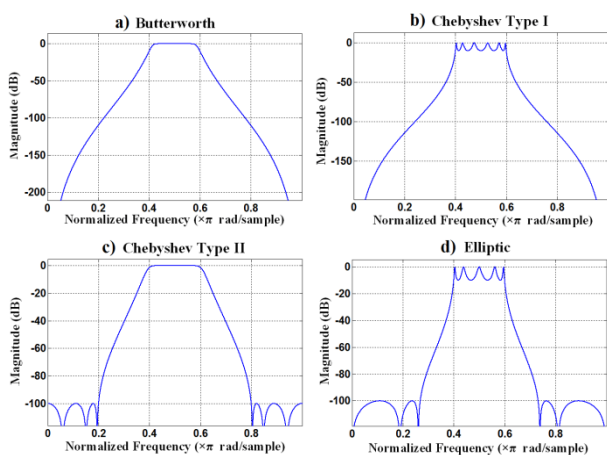 a) Butterworth
0
-50
-100
-150
-200
Magnitude (dB)
0 0.2 0.4 0.6 0.8
Normalized Frequency (×π rad/sample)
b) Chebyshev Type I
0
-50
-100
-150
Magnitude (dB)
0 0.2 0.4 0.6 0.8
Normalized Frequency (×π rad/sample)
c) Chebyshev Type II
0
-20
-40
-60
-80
-100
Magnitude (dB)
0 0.2 0.4 0.6 0.8
Normalized Frequency (×π rad/sample)
d) Elliptic
0
-20
-40
-60
-80
-100
Magnitude (dB)
0 0.2 0.4 0.6 0.8
Normalized Frequency (×π rad/sample)